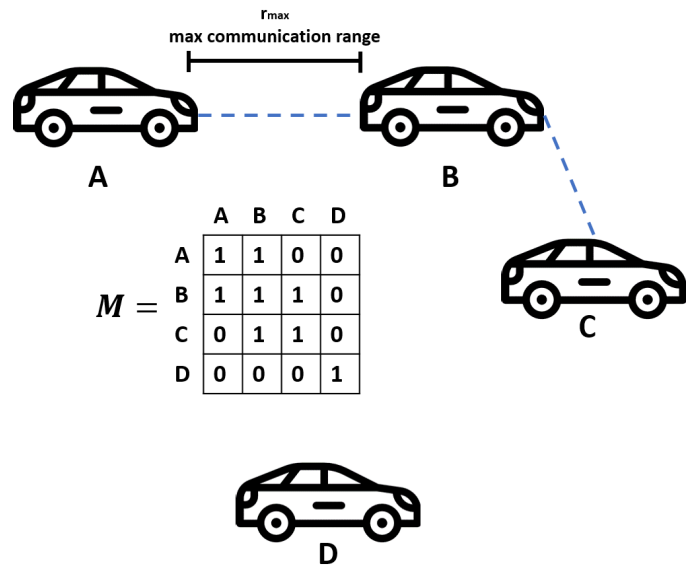 rmax
max communication range
A
B
A B C D
A 1 1 0 0
B 1 1 1 0
M =
C 0 1 1 0
D 0 0 0 1
C
D